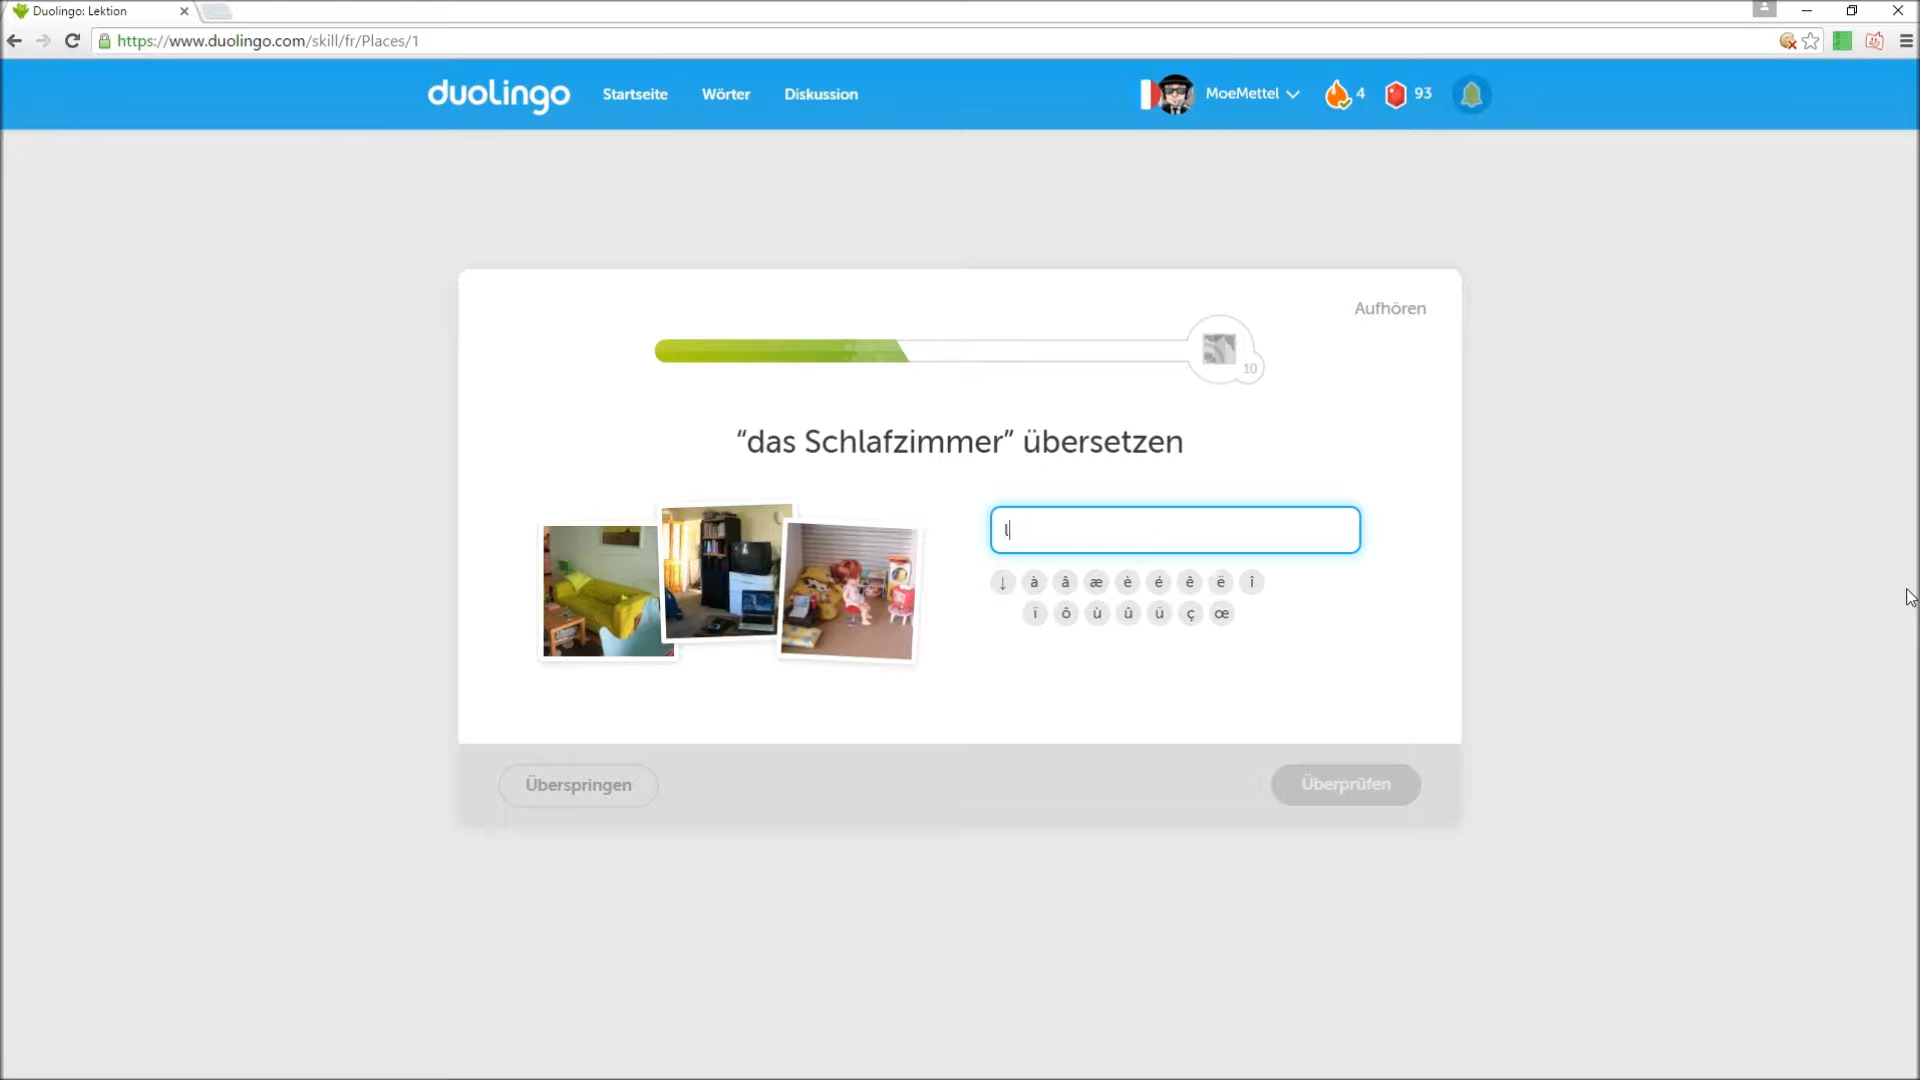 Duolingo: Lektion
https://www.duolingo.com/skill/fr/Places/1
duolingo
Startseite
Wörter
Diskussion
MoeMettel
4
93
Aufhören
10
“das Schlafzimmer” übersetzen
l
↓ à â æ è é ê ë î
ï ô ù û ü ç œ
Überspringen
Überprüfen